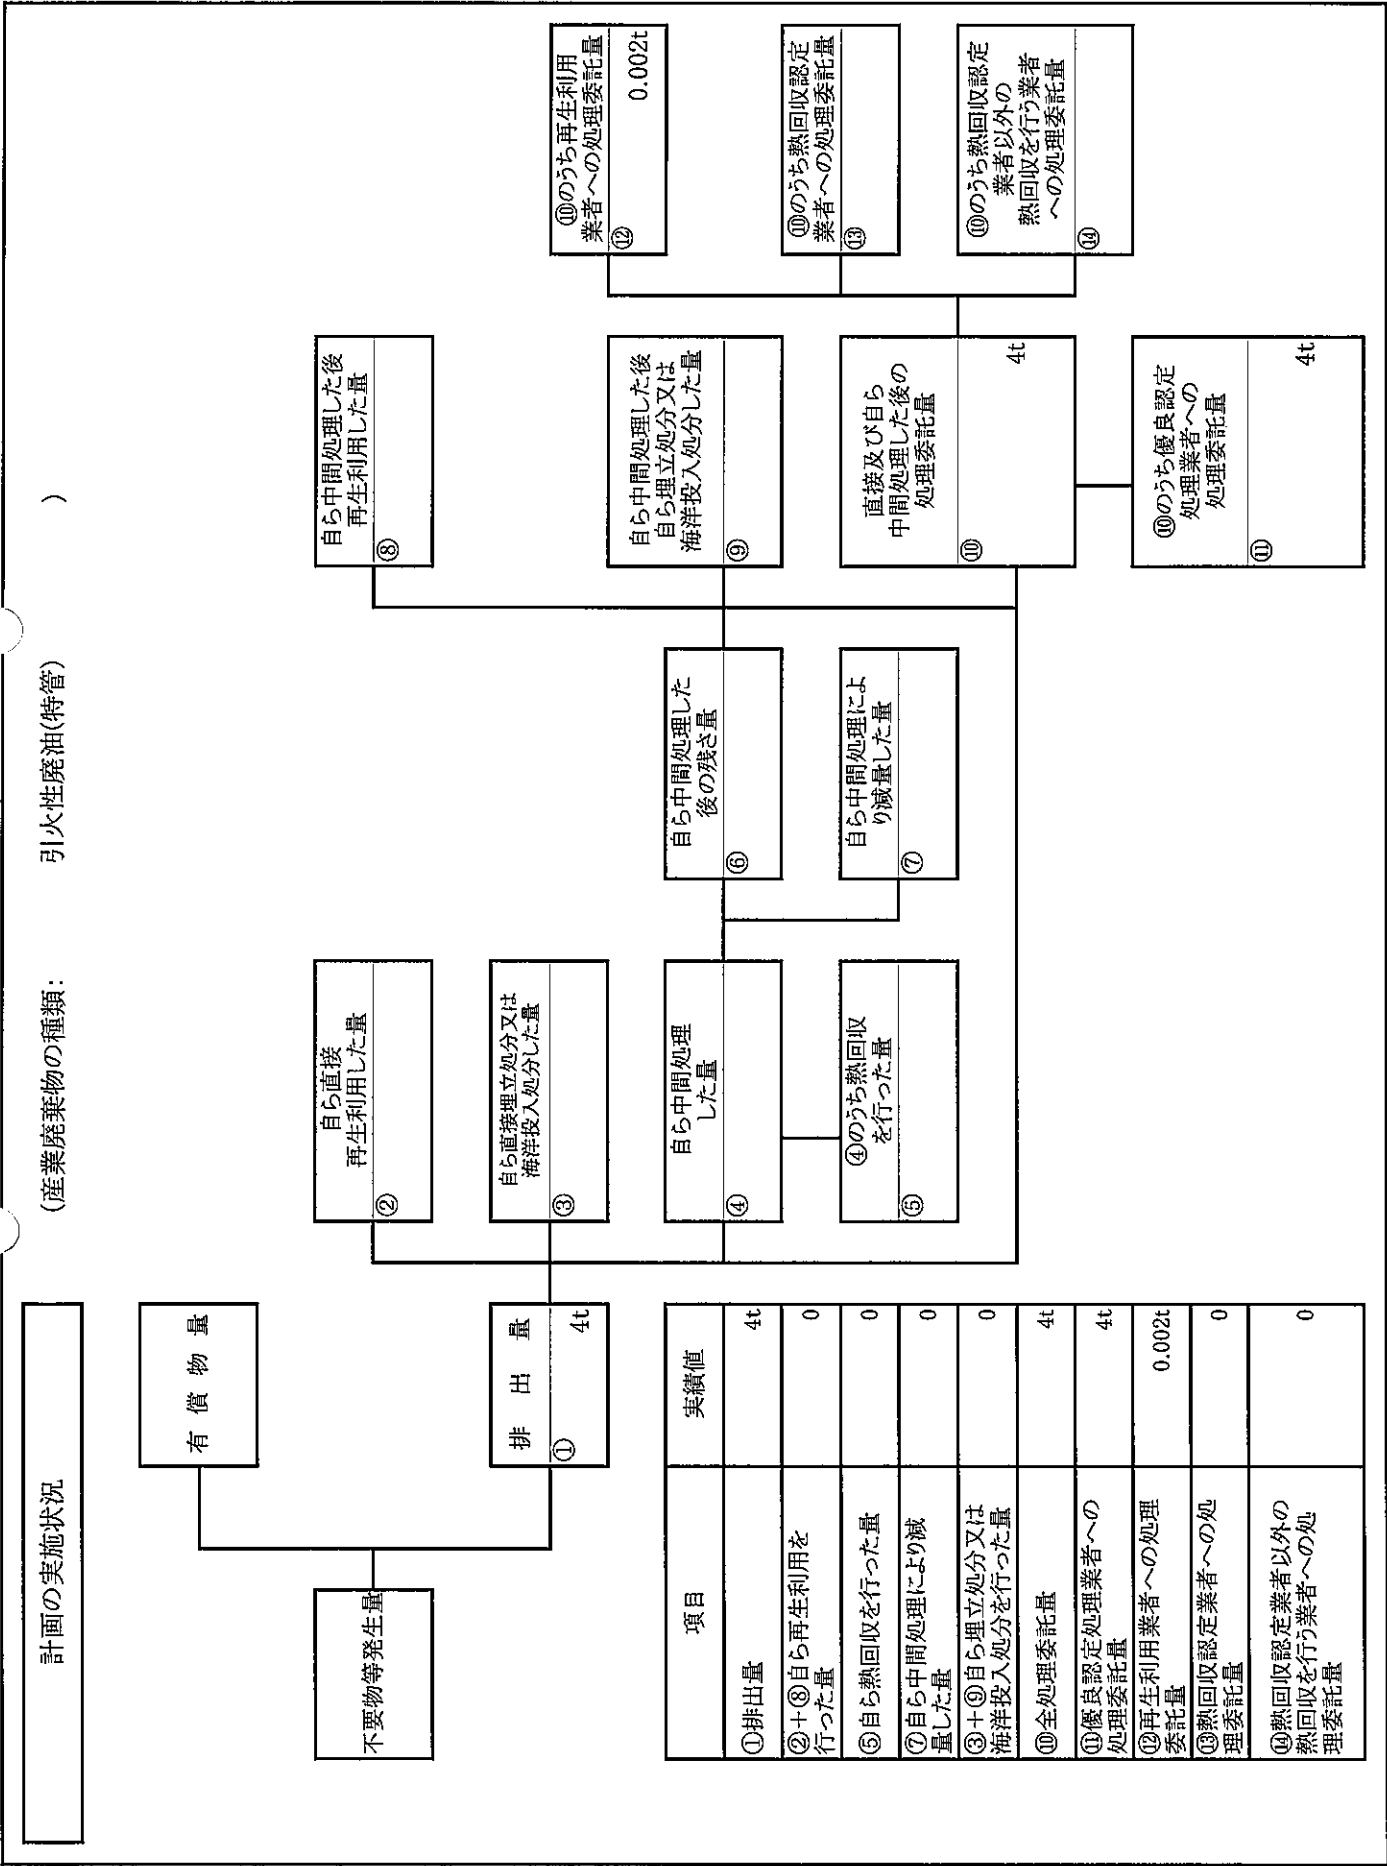 計画の実施状況
(産業廃棄物の種類: 引火性廃油(特管) )
不要物等発生量
有償物量
排出量
① 4t
自ら直接
再生利用した量
②
自ら直接埋立処分又は
海洋投入処分した量
③
自ら中間処理
した量
④
④のうち熱回収
を行った量
⑤
自ら中間処理した
後の残さ量
⑥
自ら中間処理によ
り減量した量
⑦
自ら中間処理した後
再生利用した量
⑧
自ら中間処理した後
自ら埋立処分又は
海洋投入処分した量
⑨
直接及び自ら
中間処理した後の
処理委託量
⑩ 4t
⑩のうち優良認定
処理業者への
処理委託量
⑪ 4t
⑩のうち再生利用
業者への処理委託量
⑫ 0.002t
⑩のうち熱回収認定
業者への処理委託量
⑬
⑩のうち熱回収認定
業者以外の
熱回収を行う業者
への処理委託量
⑭
項目 実績値
①排出量 4t
②+⑧自ら再生利用を
行った量 0
⑤自ら熱回収を行った量 0
⑦自ら中間処理により減
量した量 0
③+⑨自ら埋立処分又は
海洋投入処分を行った量 0
⑩全処理委託量 4t
⑪優良認定処理業者への
処理委託量 4t
⑫再生利用業者への処理
委託量 0.002t
⑬熱回収認定業者への処
理委託量 0
⑭熱回収認定業者以外の
熱回収を行う業者への処
理委託量 0